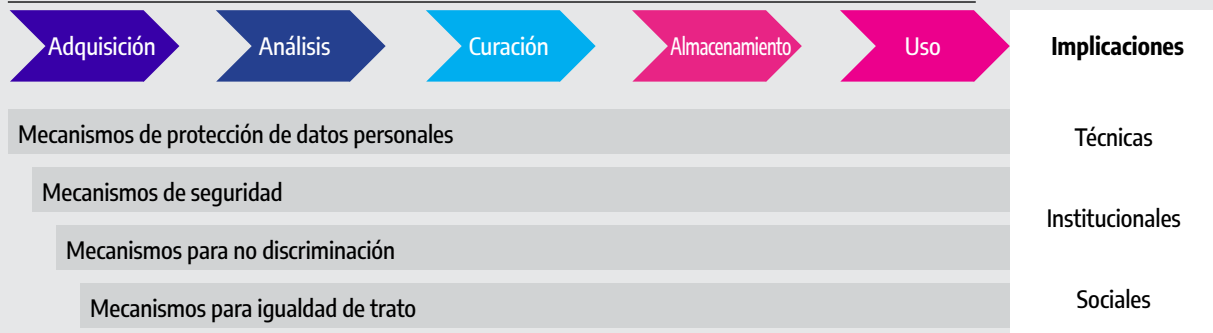 Adquisición
Análisis
Curación
Almacenamiento
Uso
Implicaciones
Mecanismos de protección de datos personales
Técnicas
Mecanismos de seguridad
Institucionales
Mecanismos para no discriminación
Mecanismos para igualdad de trato
Sociales